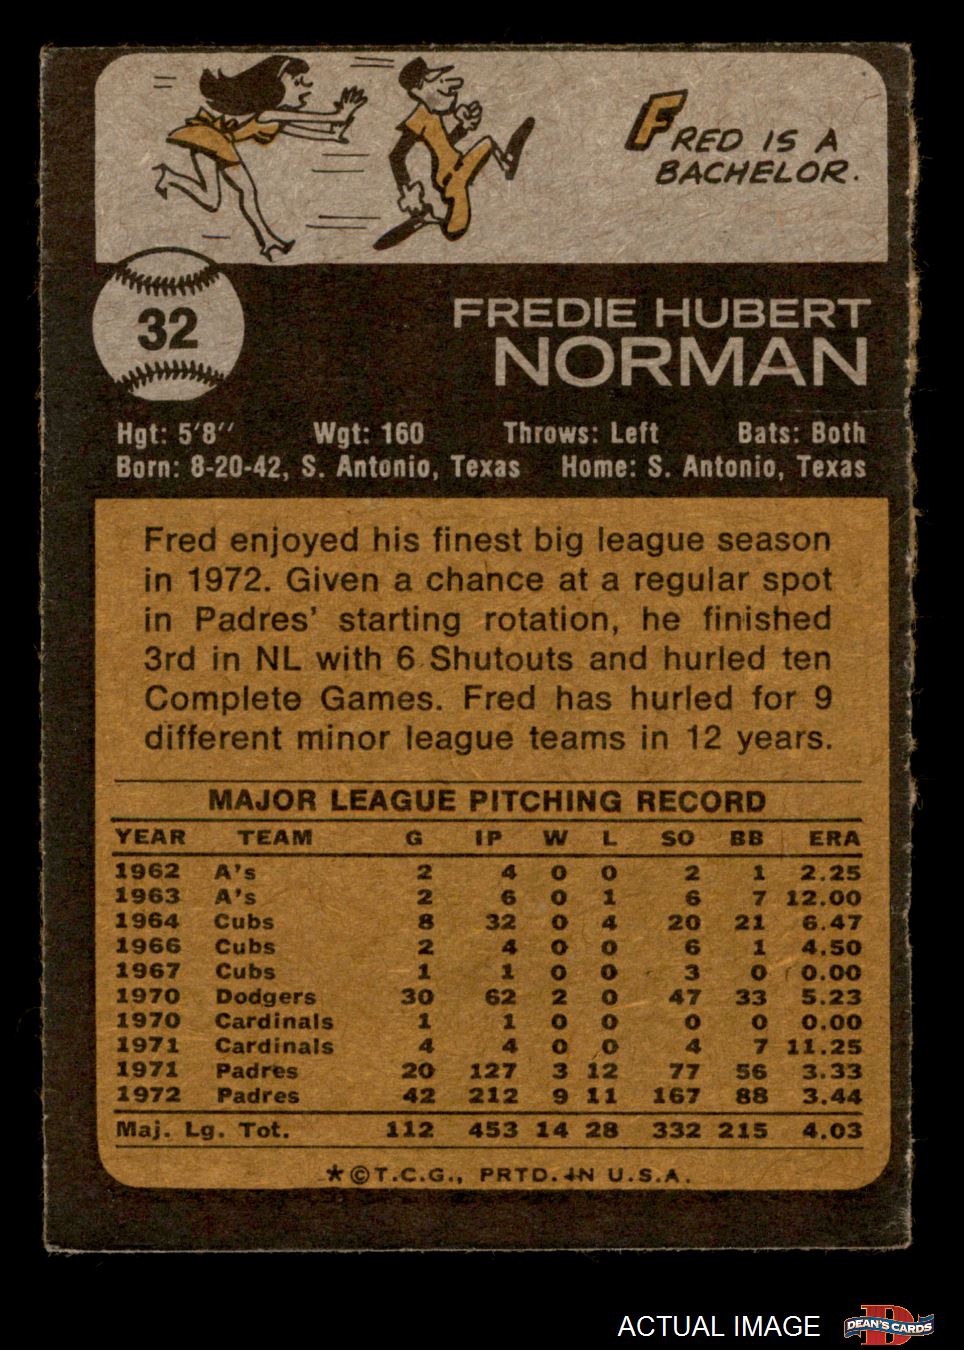 FRED IS A
BACHELOR.
32
FREDIE HUBERT
NORMAN
Hgt: 5'8'' Wgt: 160 Throws: Left Bats: Both
Born: 8-20-42, S. Antonio, Texas Home: S. Antonio, Texas
Fred enjoyed his finest big league season
in 1972. Given a chance at a regular spot
in Padres' starting rotation, he finished
3rd in NL with 6 Shutouts and hurled ten
Complete Games. Fred has hurled for 9
different minor league teams in 12 years.
MAJOR LEAGUE PITCHING RECORD
YEAR TEAM G IP W L SO BB ERA
1962 A's 2 4 0 0 2 1 2.25
1963 A's 2 6 0 1 6 7 12.00
1964 Cubs 8 32 0 4 20 21 6.47
1966 Cubs 2 4 0 0 6 1 4.50
1967 Cubs 1 1 0 0 3 0 0.00
1970 Dodgers 30 62 2 0 47 33 5.23
1970 Cardinals 1 1 0 0 0 0 0.00
1971 Cardinals 4 4 0 0 4 7 11.25
1971 Padres 20 127 3 12 77 56 3.33
1972 Padres 42 212 9 11 167 88 3.44
Maj. Lg. Tot. 112 453 14 28 332 215 4.03
★©T.C.G., PRTD. IN U.S.A.
ACTUAL IMAGE
D
DEAN'S CARDS